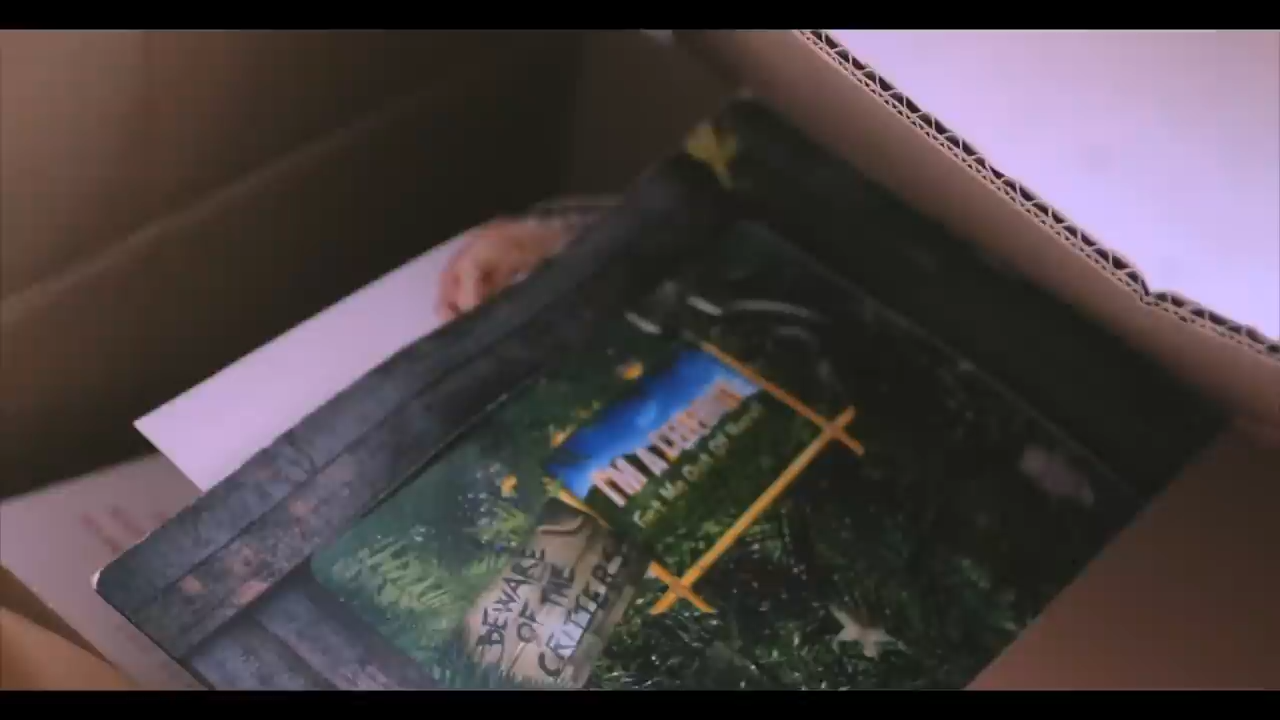 I'M A CELEBRITY
Get Me Out Of Here!
BEWARE
OF THE
CRITTERS